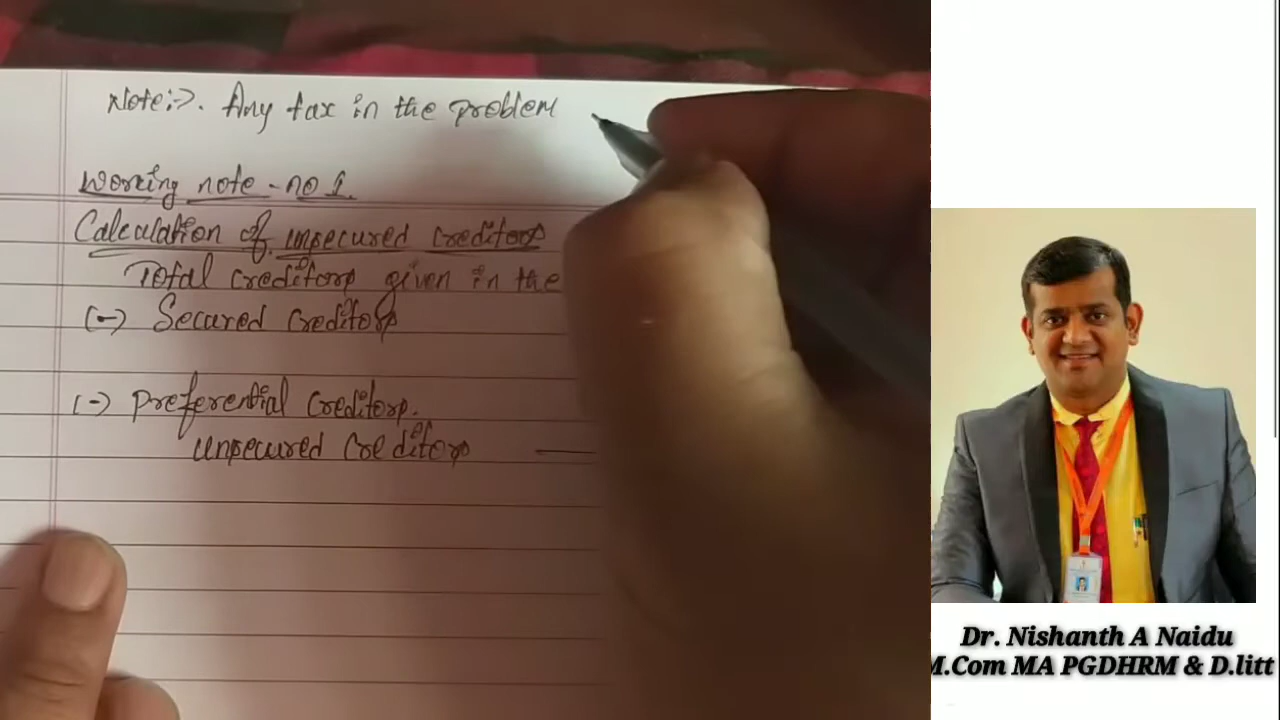 Note:->. Any tax in the problem
Working note - no 1.
Calculation of unsecured creditors
Total creditors given in the
(-) Secured creditors
(-) Preferential creditors.
unsecured creditors
Dr. Nishanth A Naidu
M.Com MA PGDHRM & D.litt